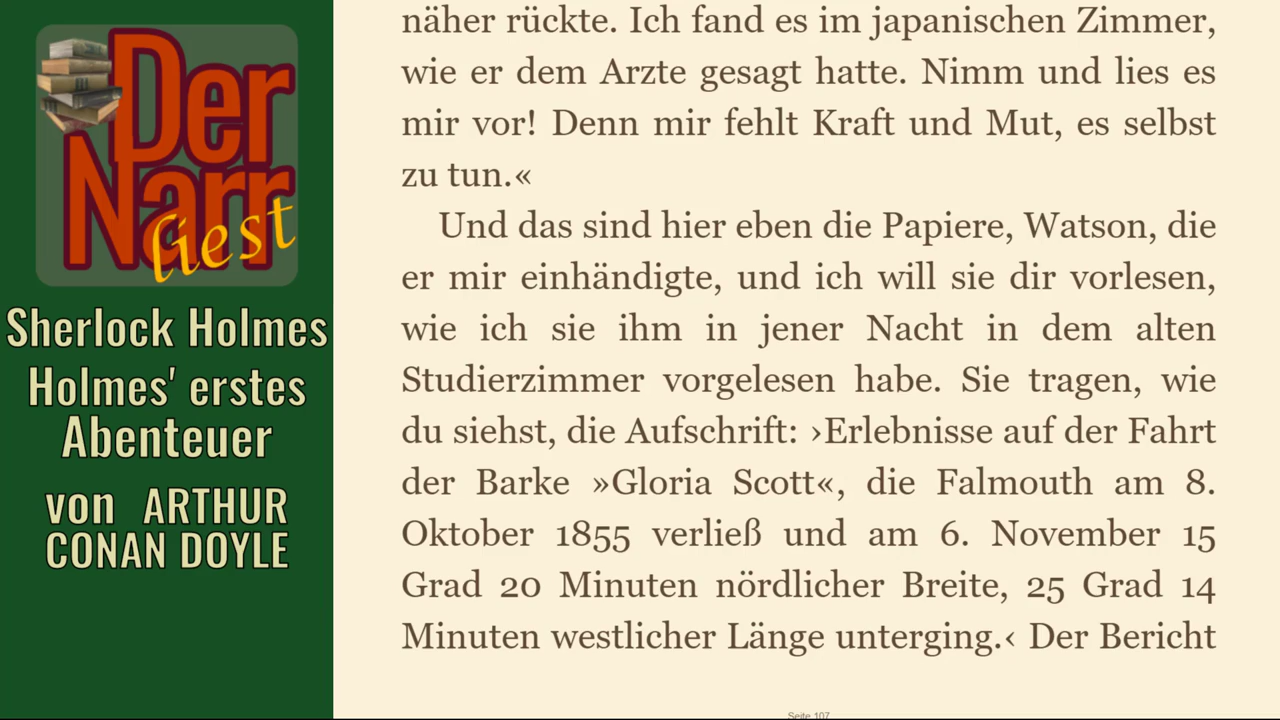 Der
Narr
liest
Sherlock Holmes
Holmes' erstes
Abenteuer
von ARTHUR
CONAN DOYLE
näher rückte. Ich fand es im japanischen Zimmer,
wie er dem Arzte gesagt hatte. Nimm und lies es
mir vor! Denn mir fehlt Kraft und Mut, es selbst
zu tun.«
Und das sind hier eben die Papiere, Watson, die
er mir einhändigte, und ich will sie dir vorlesen,
wie ich sie ihm in jener Nacht in dem alten
Studierzimmer vorgelesen habe. Sie tragen, wie
du siehst, die Aufschrift: ›Erlebnisse auf der Fahrt
der Barke »Gloria Scott«, die Falmouth am 8.
Oktober 1855 verließ und am 6. November 15
Grad 20 Minuten nördlicher Breite, 25 Grad 14
Minuten westlicher Länge unterging.‹ Der Bericht
Seite 107